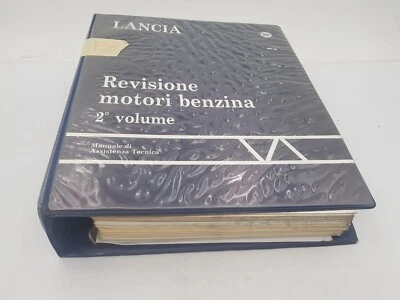 LANCIA
Revisione
motori benzina
2° volume
Manuale di
Assistenza Tecnica